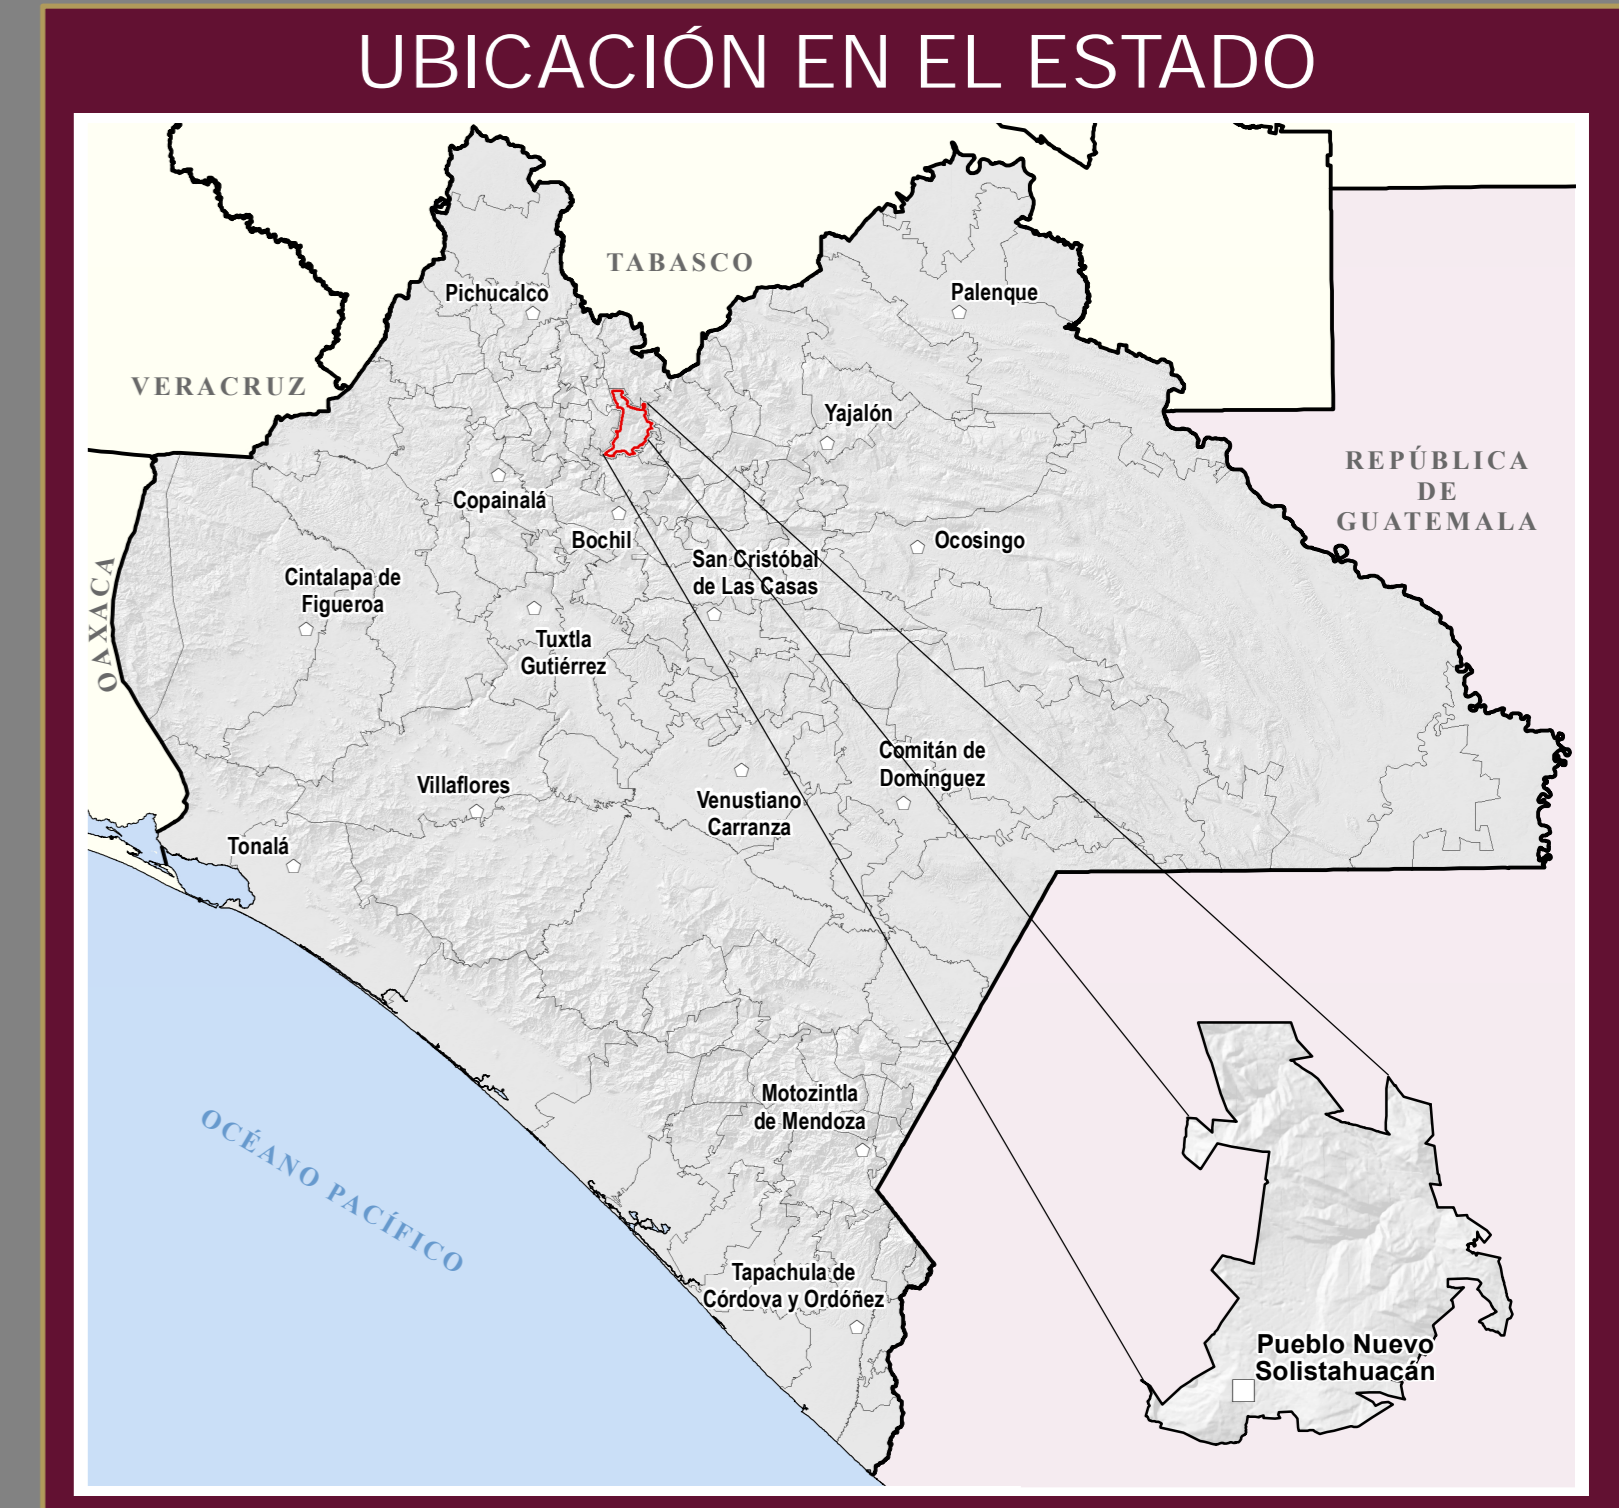 UBICACIÓN EN EL ESTADO
TABASCO
Pichucalco
Palenque
VERACRUZ
Yajalón
REPÚBLICA
DE
GUATEMALA
Copainalá
Bochil
Ocosingo
San Cristóbal
de Las Casas
OAXACA
Cintalapa de
Figueroa
Tuxtla
Gutiérrez
Comitán de
Domínguez
Villaflores
Venustiano
Carranza
Tonalá
Motozintla
de Mendoza
OCÉANO PACÍFICO
Tapachula de
Córdova y Ordóñez
Pueblo Nuevo
Solistahuacán